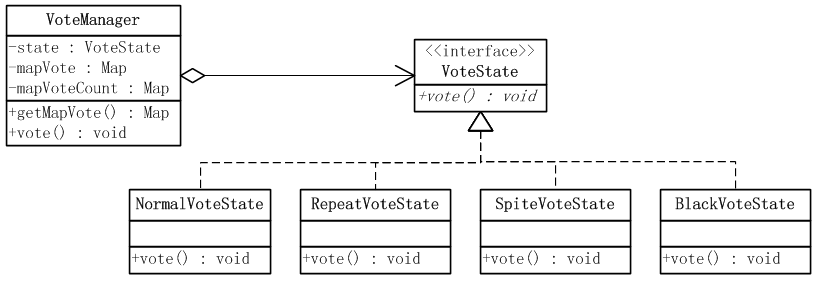 VoteManager
-state : VoteState
-mapVote : Map
-mapVoteCount : Map
+getMapVote() : Map
+vote() : void
<<interface>>
VoteState
+vote() : void
NormalVoteState
+vote() : void
RepeatVoteState
+vote() : void
SpiteVoteState
+vote() : void
BlackVoteState
+vote() : void